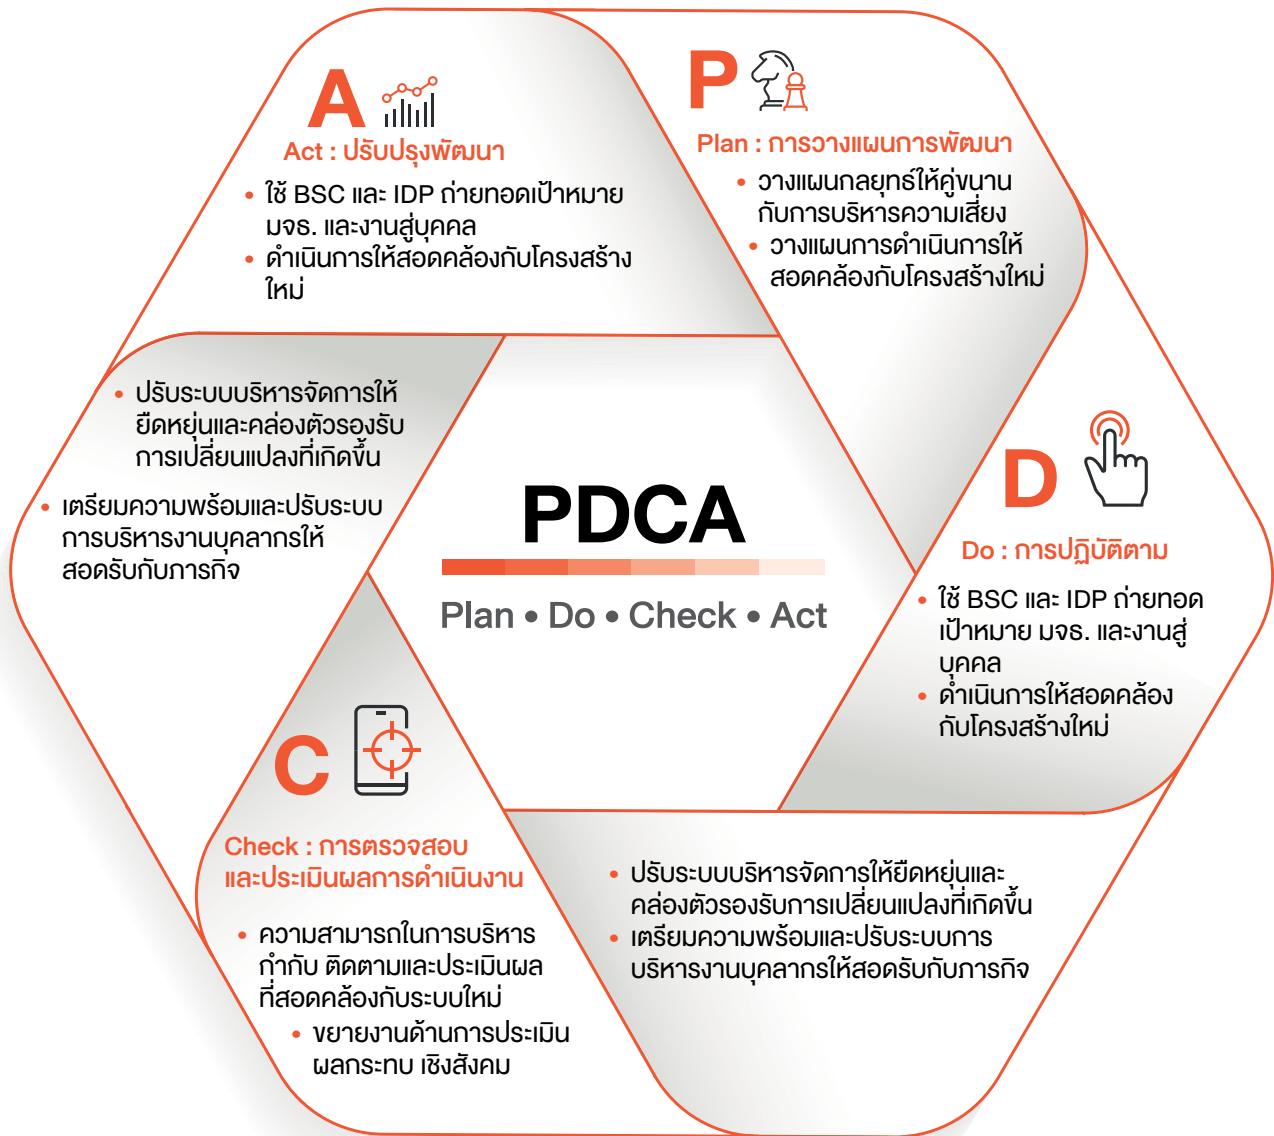 PDCA
Plan • Do • Check • Act
P
Plan : การวางแผนการพัฒนา
• วางแผนกลยุทธ์ให้คู่ขนาน
กับการบริหารความเสี่ยง
• วางแผนการดำเนินการให้
สอดคล้องกับโครงสร้างใหม่
D
Do : การปฏิบัติตาม
• ใช้ BSC และ IDP ถ่ายทอด
เป้าหมาย มจธ. และงานสู่
บุคคล
• ดำเนินการให้สอดคล้อง
กับโครงสร้างใหม่
• ปรับระบบบริหารจัดการให้ยืดหยุ่นและ
คล่องตัวรองรับการเปลี่ยนแปลงที่เกิดขึ้น
• เตรียมความพร้อมและปรับระบบการ
บริหารงานบุคลากรให้สอดรับกับภารกิจ
C
Check : การตรวจสอบ
และประเมินผลการดำเนินงาน
• ความสามารถในการบริหาร
กำกับ ติดตามและประเมินผล
ที่สอดคล้องกับระบบใหม่
• ขยายงานด้านการประเมิน
ผลกระทบ เชิงสังคม
• ปรับระบบบริหารจัดการให้
ยืดหยุ่นและคล่องตัวรองรับ
การเปลี่ยนแปลงที่เกิดขึ้น
• เตรียมความพร้อมและปรับระบบ
การบริหารงานบุคลากรให้
สอดรับกับภารกิจ
A
Act : ปรับปรุงพัฒนา
• ใช้ BSC และ IDP ถ่ายทอดเป้าหมาย
มจธ. และงานสู่บุคคล
• ดำเนินการให้สอดคล้องกับโครงสร้าง
ใหม่